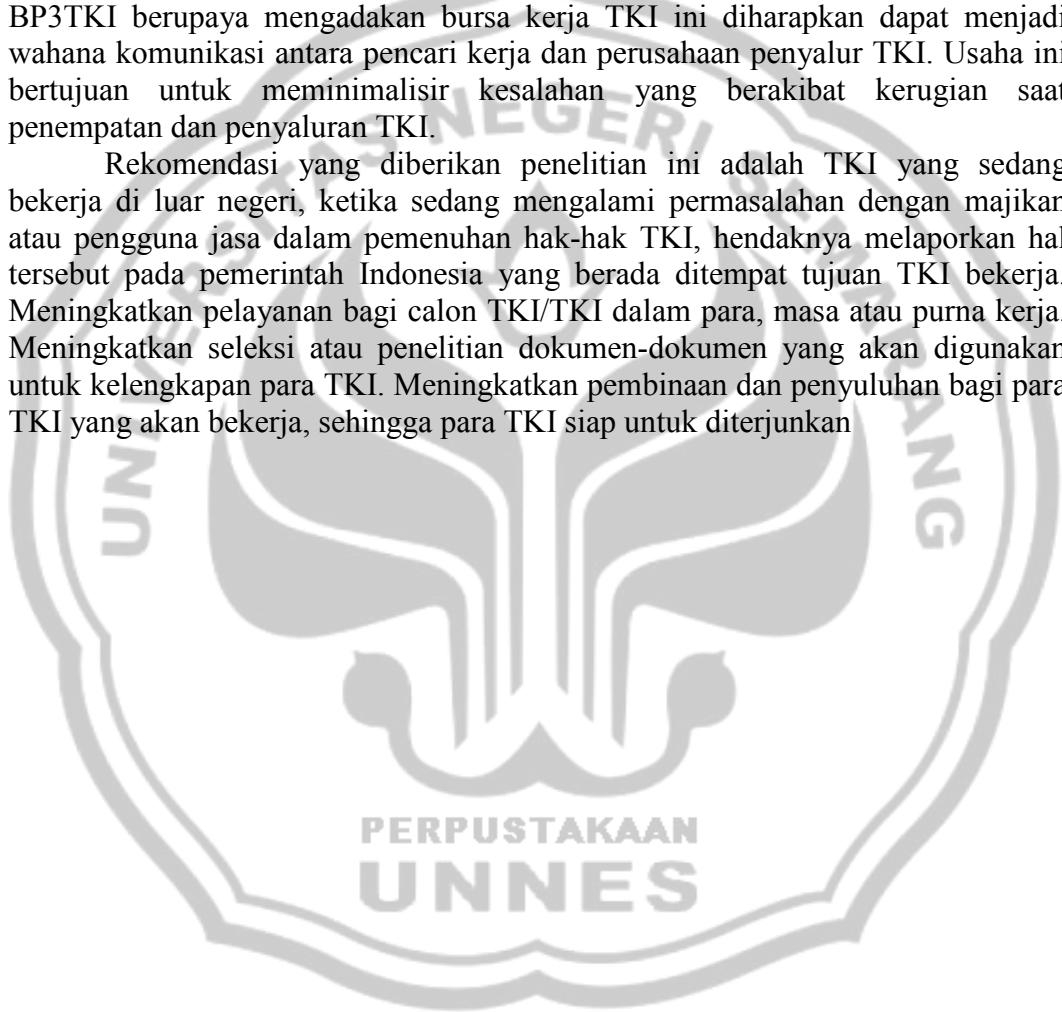 BP3TKI berupaya mengadakan bursa kerja TKI ini diharapkan dapat menjadi
wahana komunikasi antara pencari kerja dan perusahaan penyalur TKI. Usaha ini
bertujuan untuk meminimalisir kesalahan yang berakibat kerugian saat
penempatan dan penyaluran TKI.
Rekomendasi yang diberikan penelitian ini adalah TKI yang sedang
bekerja di luar negeri, ketika sedang mengalami permasalahan dengan majikan
atau pengguna jasa dalam pemenuhan hak-hak TKI, hendaknya melaporkan hal
tersebut pada pemerintah Indonesia yang berada ditempat tujuan TKI bekerja.
Meningkatkan pelayanan bagi calon TKI/TKI dalam para, masa atau purna kerja.
Meningkatkan seleksi atau penelitian dokumen-dokumen yang akan digunakan
untuk kelengkapan para TKI. Meningkatkan pembinaan dan penyuluhan bagi para
TKI yang akan bekerja, sehingga para TKI siap untuk diterjunkan
UNIVERSITAS NEGERI SEMARANG
PERPUSTAKAAN
UNNES